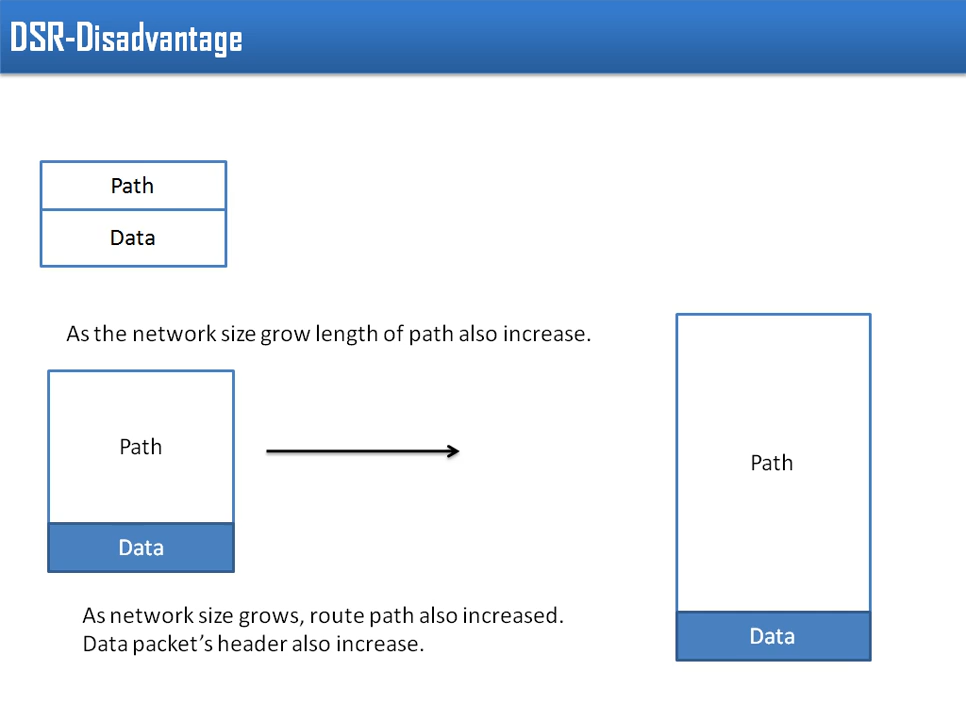 DSR-Disadvantage
Path
Data
As the network size grow length of path also increase.
Path
Data
Path
Data
As network size grows, route path also increased.
Data packet’s header also increase.